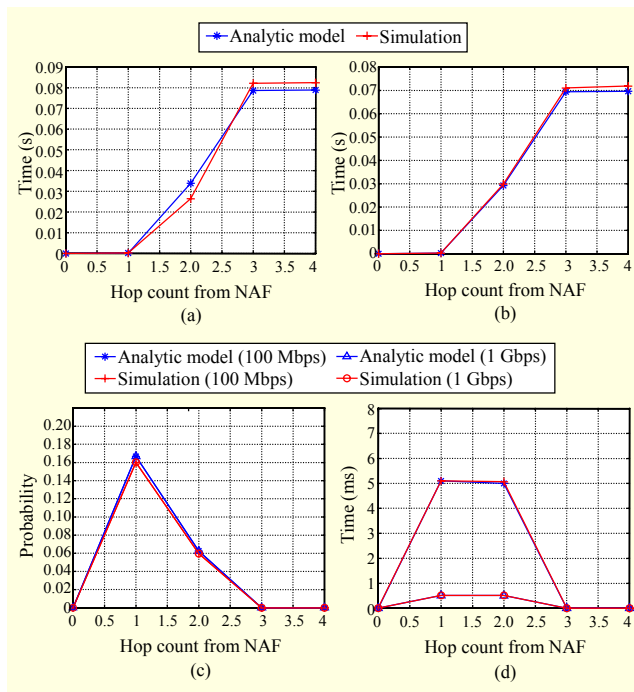 Analytic model Simulation
0.09
0.08
0.07
0.06
0.05
0.04
0.03
0.02
0.01
0
Time (s)
0 0.5 1 1.5 2.0 2.5 3 3.5 4
Hop count from NAF
(a)
0.08
0.07
0.06
0.05
0.04
0.03
0.02
0.01
0
Time (s)
0 0.5 1 1.5 2.0 2.5 3 3.5 4
Hop count from NAF
(b)
Analytic model (100 Mbps) Analytic model (1 Gbps)
Simulation (100 Mbps) Simulation (1 Gbps)
0.20
0.18
0.16
0.14
0.12
0.10
0.08
0.06
0.04
0.02
0
Probability
0 0.5 1 1.5 2.0 2.5 3 3.5 4
Hop count from NAF
(c)
8
7
6
5
4
3
2
1
0
Time (ms)
0 0.5 1 1.5 2.0 2.5 3 3.5 4
Hop count from NAF
(d)